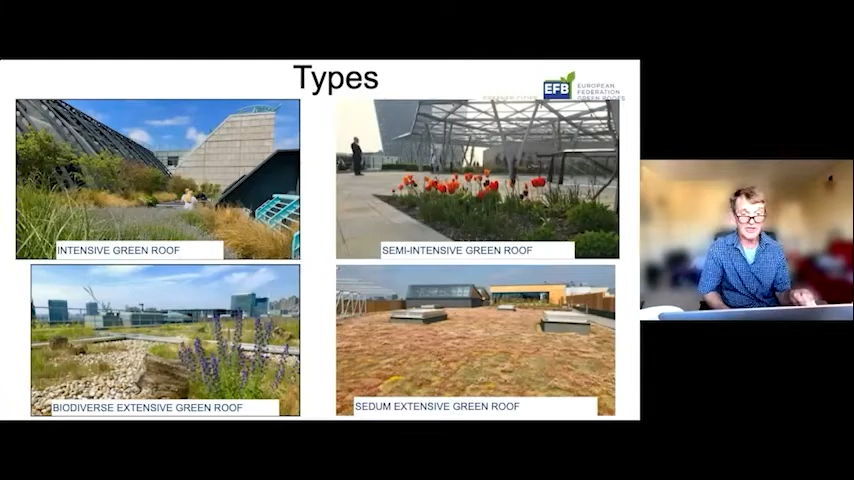 Types
EFB
EUROPEAN
FEDERATION
GREEN ROOFS
INTENSIVE GREEN ROOF
SEMI-INTENSIVE GREEN ROOF
BIODIVERSE EXTENSIVE GREEN ROOF
SEDUM EXTENSIVE GREEN ROOF